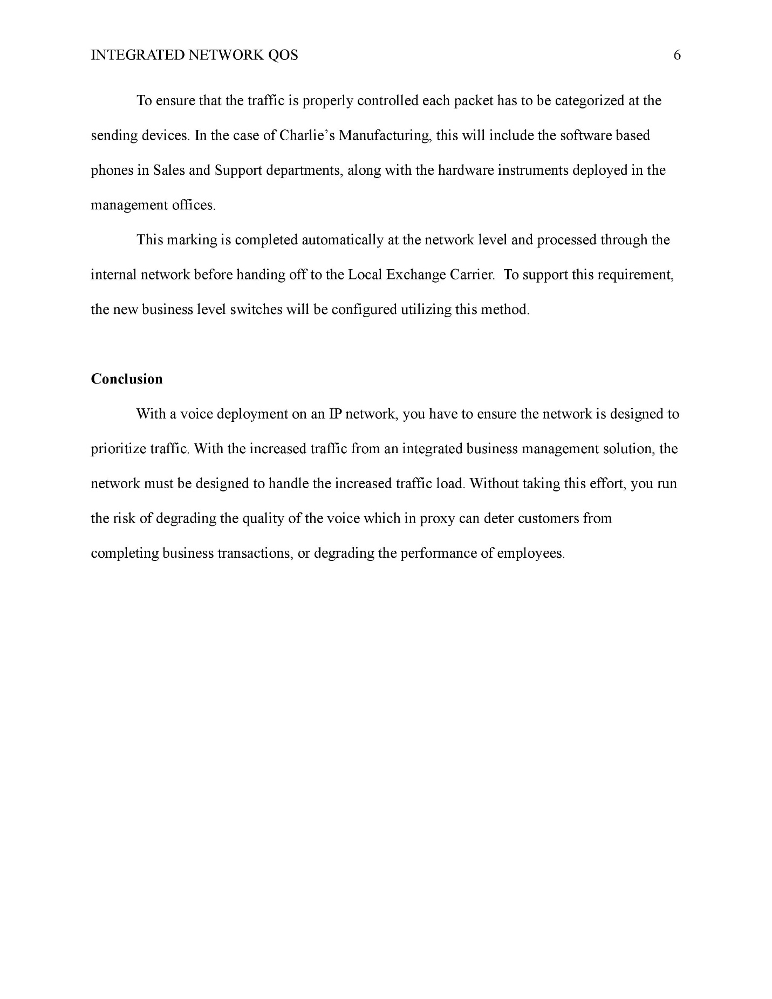 INTEGRATED NETWORK QOS 6
To ensure that the traffic is properly controlled each packet has to be categorized at the
sending devices. In the case of Charlie’s Manufacturing, this will include the software based
phones in Sales and Support departments, along with the hardware instruments deployed in the
management offices.
This marking is completed automatically at the network level and processed through the
internal network before handing off to the Local Exchange Carrier.  To support this requirement,
the new business level switches will be configured utilizing this method.
Conclusion
With a voice deployment on an IP network, you have to ensure the network is designed to
prioritize traffic. With the increased traffic from an integrated business management solution, the
network must be designed to handle the increased traffic load. Without taking this effort, you run
the risk of degrading the quality of the voice which in proxy can deter customers from
completing business transactions, or degrading the performance of employees.